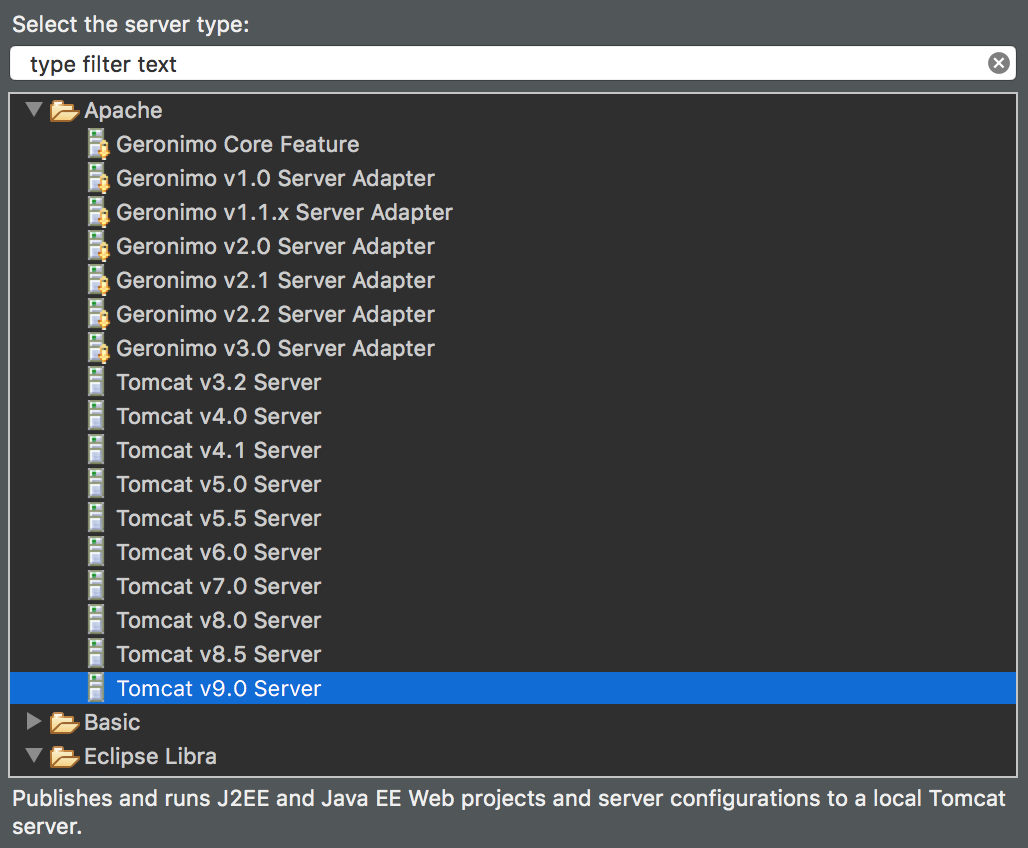 Select the server type:
type filter text
Apache
Geronimo Core Feature
Geronimo v1.0 Server Adapter
Geronimo v1.1.x Server Adapter
Geronimo v2.0 Server Adapter
Geronimo v2.1 Server Adapter
Geronimo v2.2 Server Adapter
Geronimo v3.0 Server Adapter
Tomcat v3.2 Server
Tomcat v4.0 Server
Tomcat v4.1 Server
Tomcat v5.0 Server
Tomcat v5.5 Server
Tomcat v6.0 Server
Tomcat v7.0 Server
Tomcat v8.0 Server
Tomcat v8.5 Server
Tomcat v9.0 Server
Basic
Eclipse Libra
Publishes and runs J2EE and Java EE Web projects and server configurations to a local Tomcat
server.